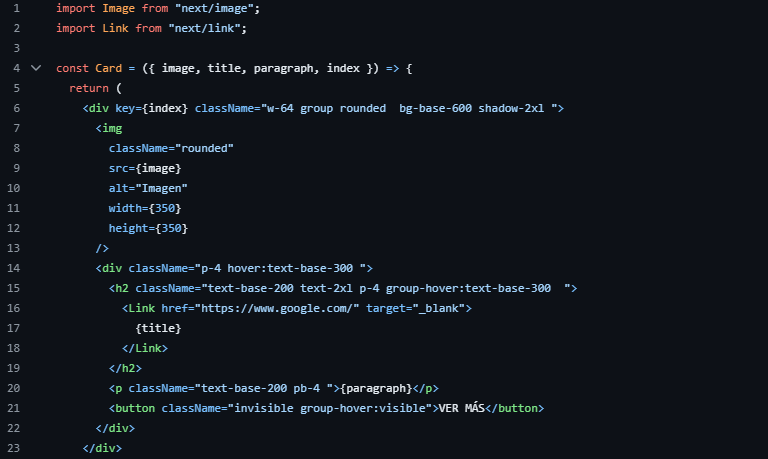 1 import Image from "next/image";
2 import Link from "next/link";
3
4 const Card = ({ image, title, paragraph, index }) => {
5 return (
6 <div key={index} className="w-64 group rounded  bg-base-600 shadow-2xl ">
7 <img
8 className="rounded"
9 src={image}
10 alt="Imagen"
11 width={350}
12 height={350}
13 />
14 <div className="p-4 hover:text-base-300 ">
15 <h2 className="text-base-200 text-2xl p-4 group-hover:text-base-300  ">
16 <Link href="https://www.google.com/" target="_blank">
17 {title}
18 </Link>
19 </h2>
20 <p className="text-base-200 pb-4 ">{paragraph}</p>
21 <button className="invisible group-hover:visible">VER MÁS</button>
22 </div>
23 </div>